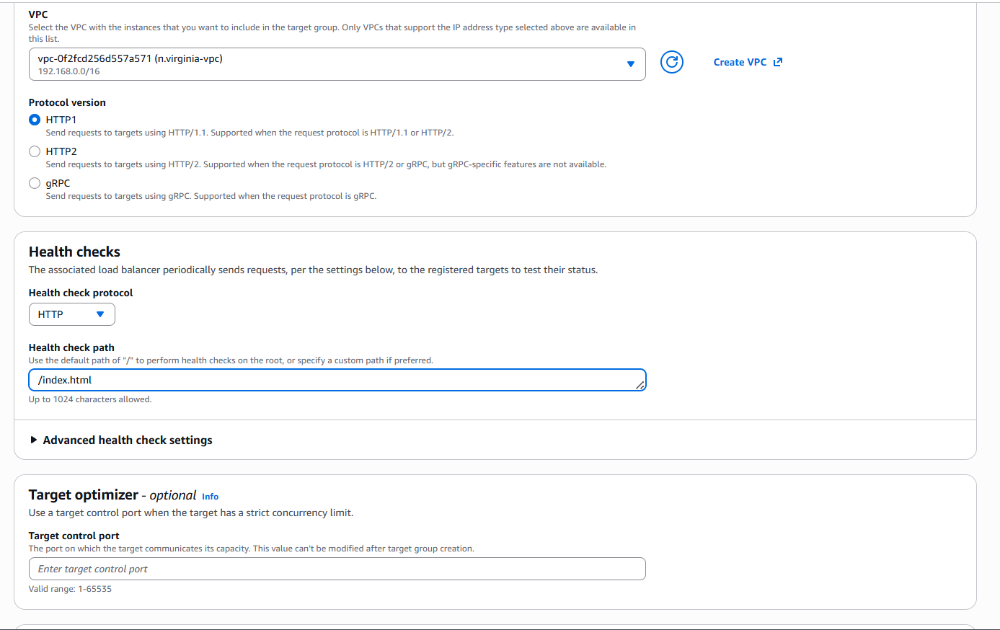 VPC
Select the VPC with the instances that you want to include in the target group. Only VPCs that support the IP address type selected above are available in
this list.
vpc-0f2fcd256d557a571 (n.virginia-vpc)
192.168.0.0/16
Create VPC
Protocol version
HTTP1
Send requests to targets using HTTP/1.1. Supported when the request protocol is HTTP/1.1 or HTTP/2.
HTTP2
Send requests to targets using HTTP/2. Supported when the request protocol is HTTP/2 or gRPC, but gRPC-specific features are not available.
gRPC
Send requests to targets using gRPC. Supported when the request protocol is gRPC.
Health checks
The associated load balancer periodically sends requests, per the settings below, to the registered targets to test their status.
Health check protocol
HTTP
Health check path
Use the default path of "/" to perform health checks on the root, or specify a custom path if preferred.
/index.html
Up to 1024 characters allowed.
Advanced health check settings
Target optimizer - optional Info
Use a target control port when the target has a strict concurrency limit.
Target control port
The port on which the target communicates its capacity. This value can't be modified after target group creation.
Enter target control port
Valid range: 1-65535